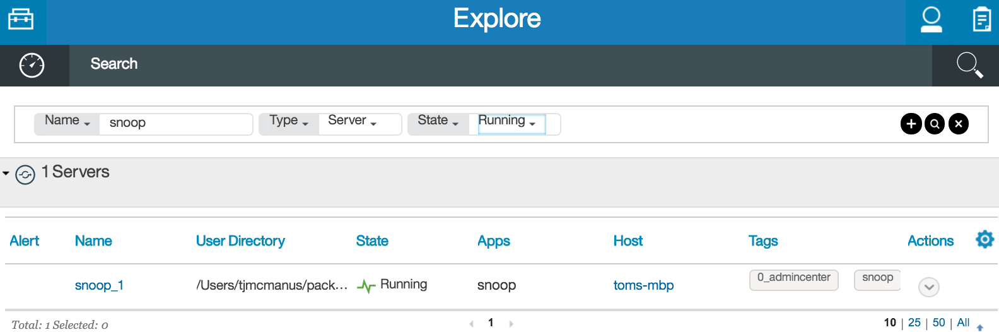 Explore
Search
Name snoop Type Server State Running
1 Servers
Alert Name User Directory State Apps Host Tags Actions
snoop_1 /Users/tjmcmanus/pack... Running snoop toms-mbp 0_admincenter snoop
Total: 1 Selected: 0 1 10 | 25 | 50 | All